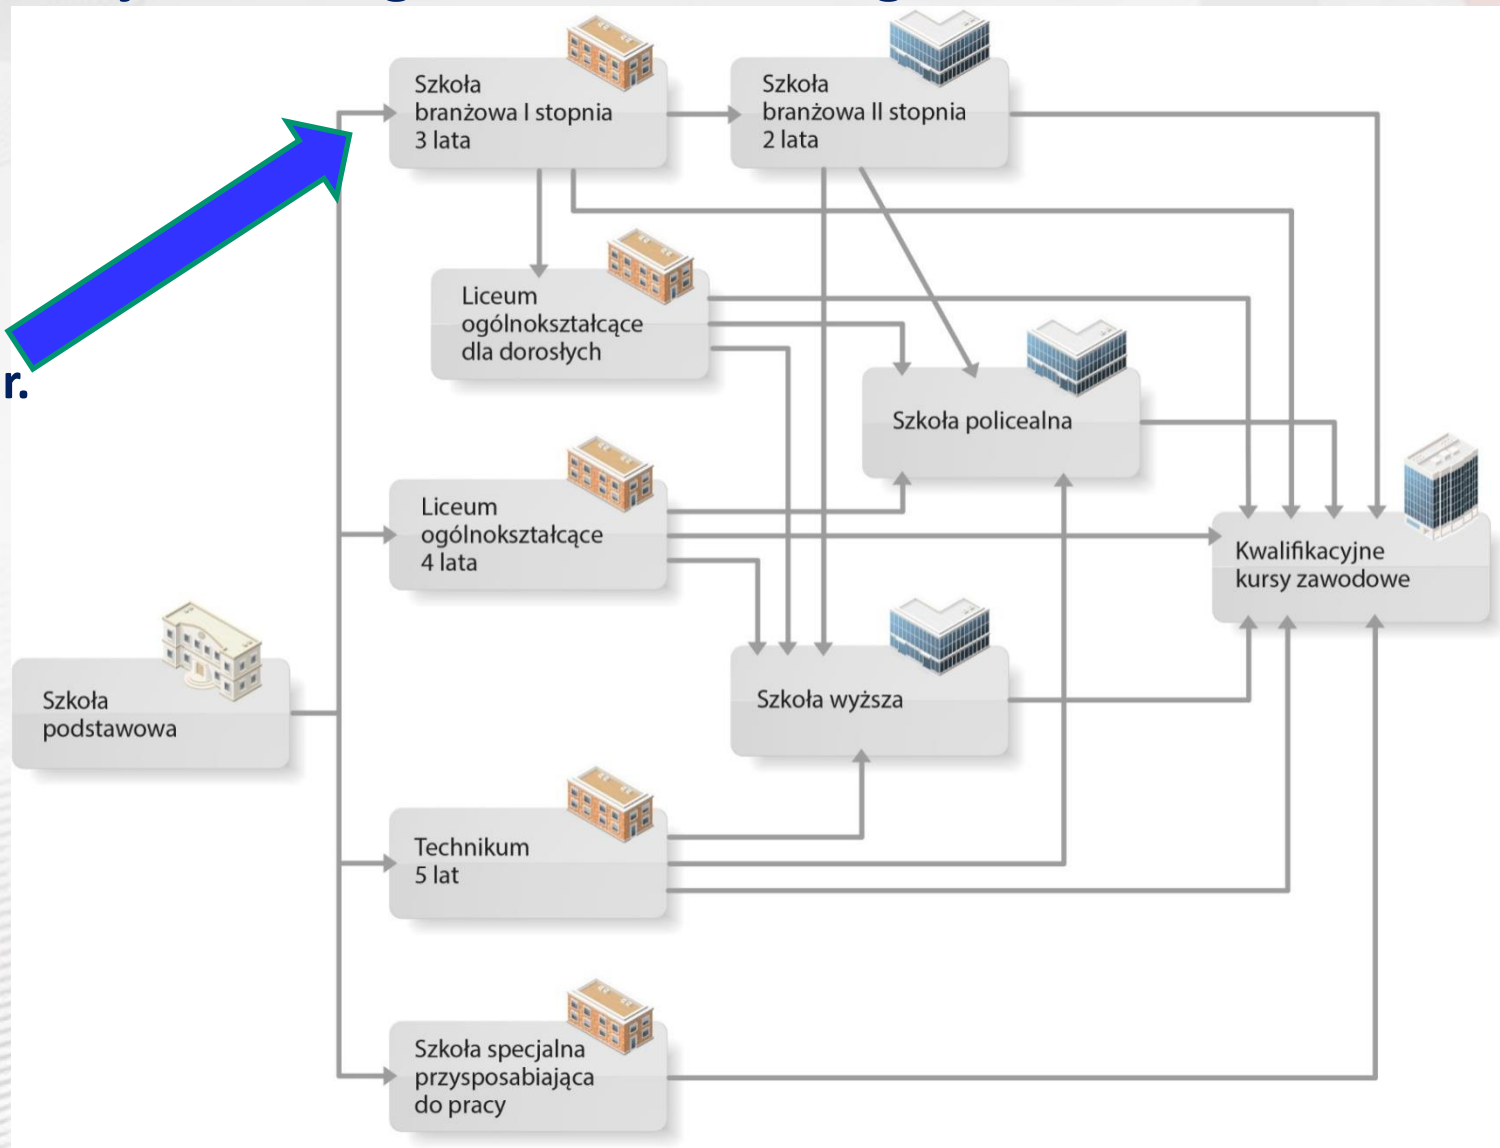 Szkoła
branżowa I stopnia
3 lata
Szkoła
branżowa II stopnia
2 lata
Liceum
ogólnokształcące
dla dorosłych
r.
Szkoła policealna
Liceum
ogólnokształcące
4 lata
Kwalifikacyjne
kursy zawodowe
Szkoła
podstawowa
Szkoła wyższa
Technikum
5 lat
Szkoła specjalna
przysposabiająca
do pracy